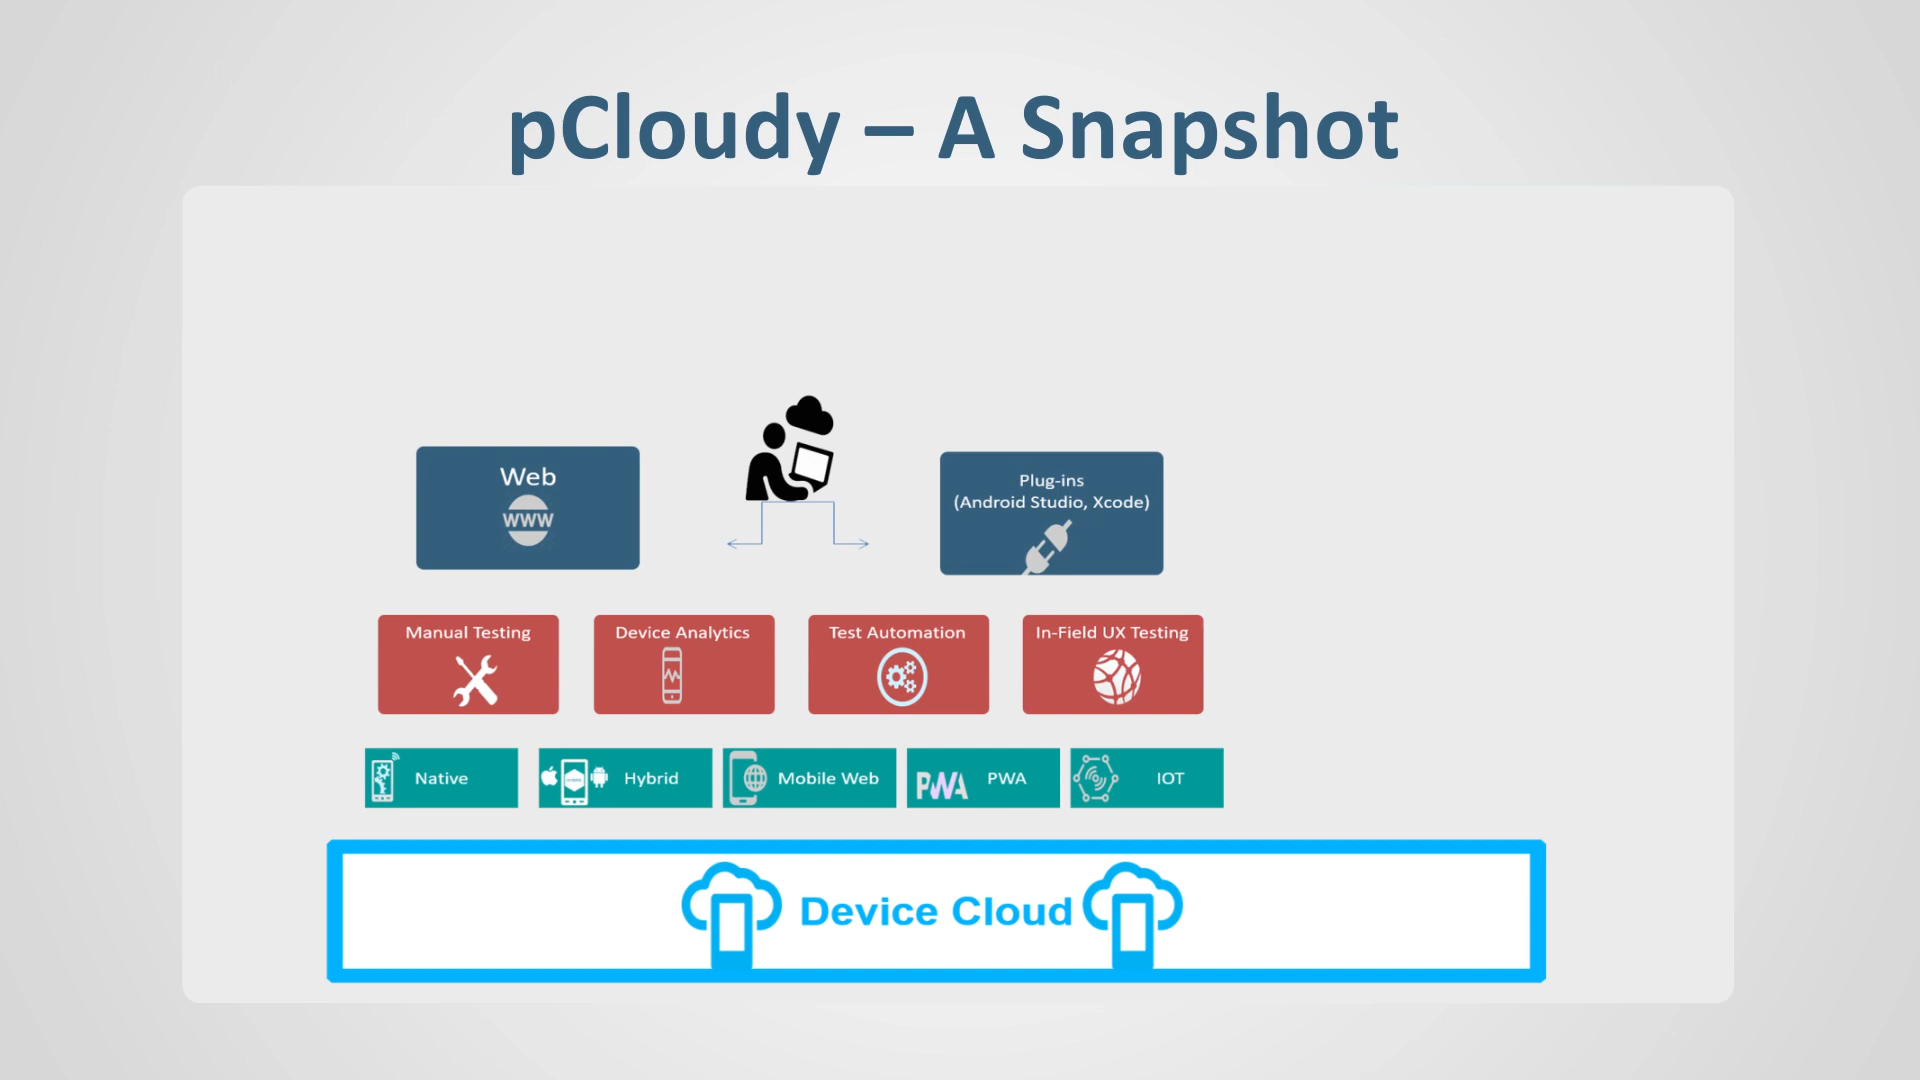 pCloudy – A Snapshot
Web
WWW
Plug-ins
(Android Studio, Xcode)
Manual Testing
Device Analytics
Test Automation
In-Field UX Testing
Native
Hybrid
Mobile Web
PWA
PWA
IOT
Device Cloud